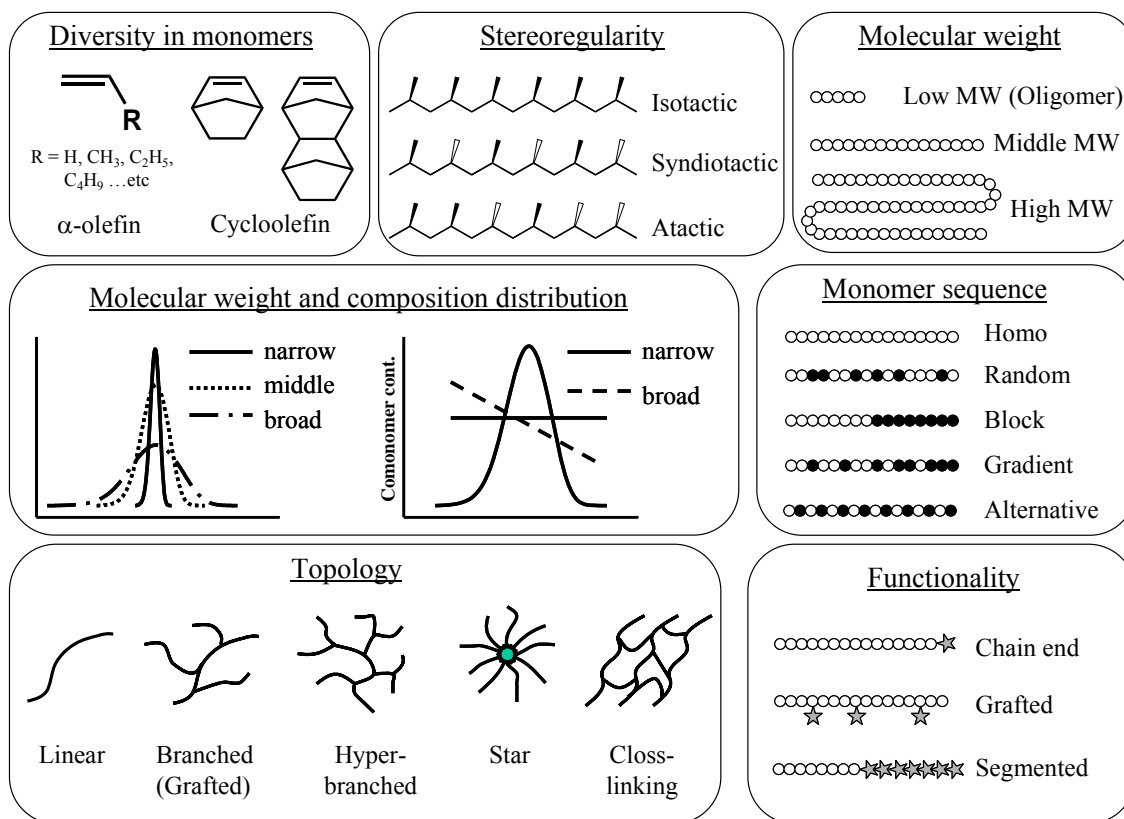 Diversity in monomers
R
R = H, CH₃, C₂H₅,
C₄H₉ …etc
α-olefin
Cycloolefin
Stereoregularity
Isotactic
Syndiotactic
Atactic
Molecular weight
Low MW (Oligomer)
Middle MW
High MW
Molecular weight and composition distribution
narrow
middle
broad
Comonomer cont.
narrow
broad
Monomer sequence
Homo
Random
Block
Gradient
Alternative
Topology
Linear
Branched
(Grafted)
Hyper-
branched
Star
Closs-
linking
Functionality
Chain end
Grafted
Segmented